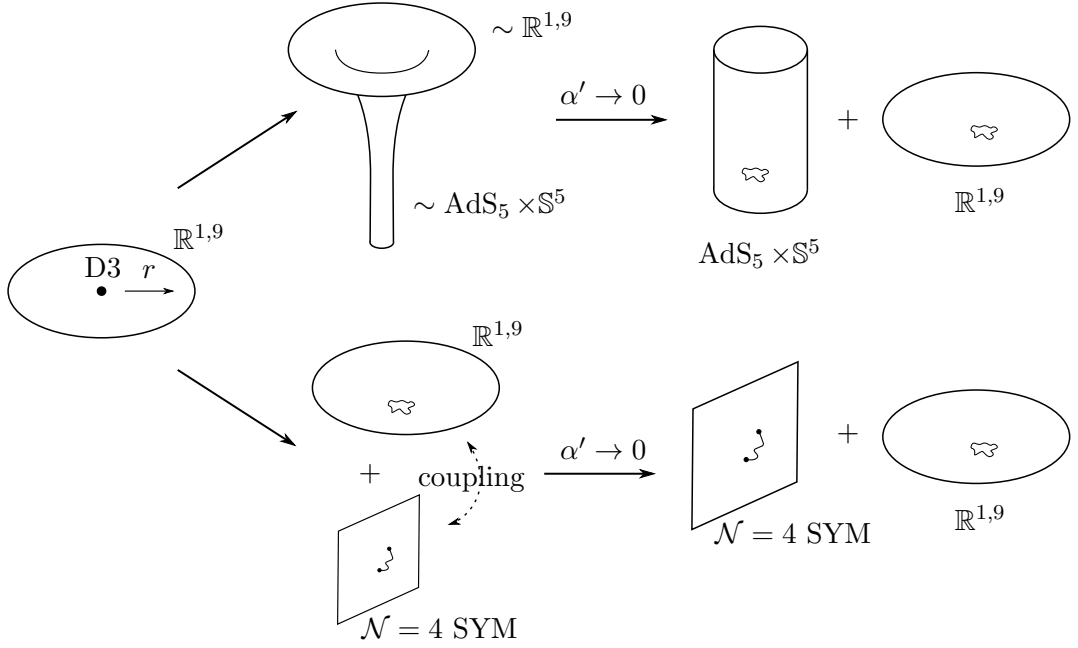 ∼ ℝ^{1,9}
α′ → 0
+
ℝ^{1,9}
∼ AdS₅ ×𝕊⁵
AdS₅ ×𝕊⁵
ℝ^{1,9}
D3 r
ℝ^{1,9}
+
coupling
α′ → 0
𝒩 = 4 SYM
+
𝒩 = 4 SYM
ℝ^{1,9}